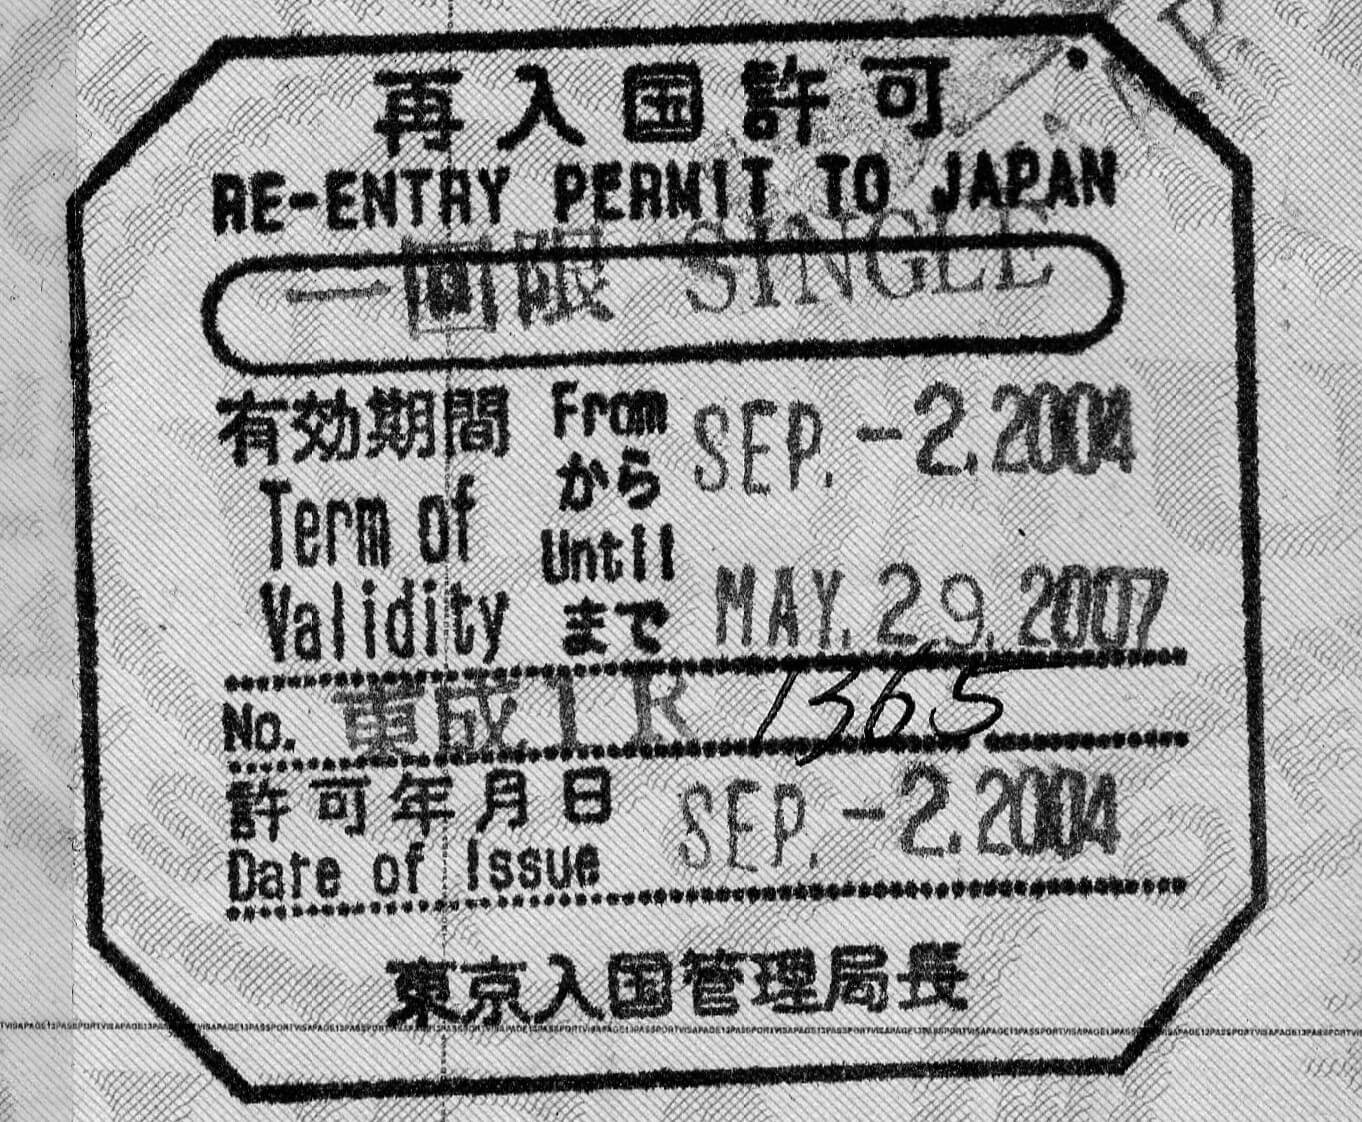 再入国許可
RE-ENTRY PERMIT TO JAPAN
一回限 SINGLE
有効期間 From SEP. -2.2004
から
Term of Until
Validity まで MAY. 29. 2007
No. 東成 I R 1365
許可年月日 SEP. -2.2004
Date of Issue
東京入国管理局長